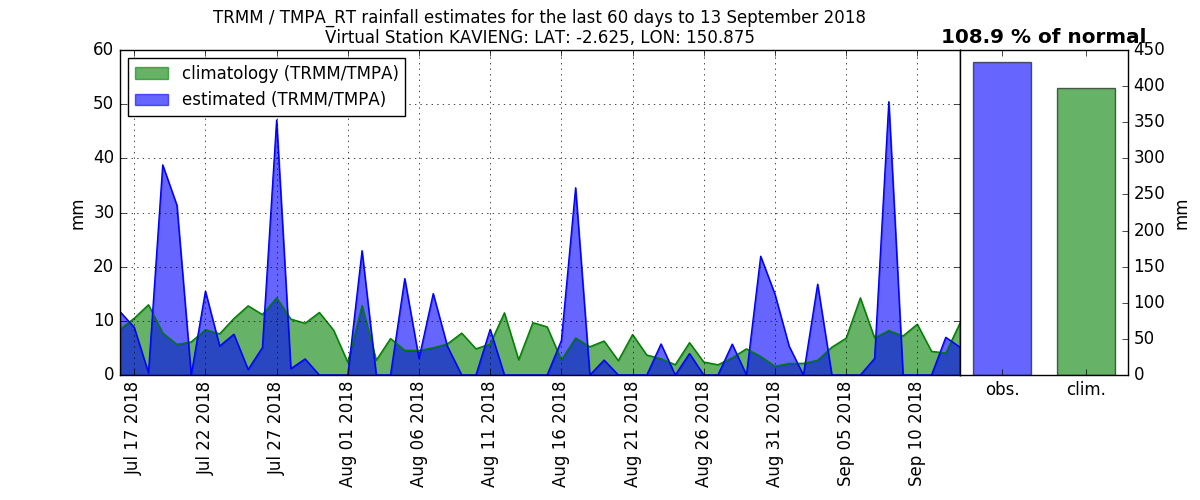 TRMM / TMPA_RT rainfall estimates for the last 60 days to 13 September 2018
Virtual Station KAVIENG: LAT: -2.625, LON: 150.875
108.9 % of normal
climatology (TRMM/TMPA)
estimated (TRMM/TMPA)
60
50
40
30
20
10
0
mm
Jul 17 2018
Jul 22 2018
Jul 27 2018
Aug 01 2018
Aug 06 2018
Aug 11 2018
Aug 16 2018
Aug 21 2018
Aug 26 2018
Aug 31 2018
Sep 05 2018
Sep 10 2018
450
400
350
300
250
200
150
100
50
0
mm
obs.
clim.